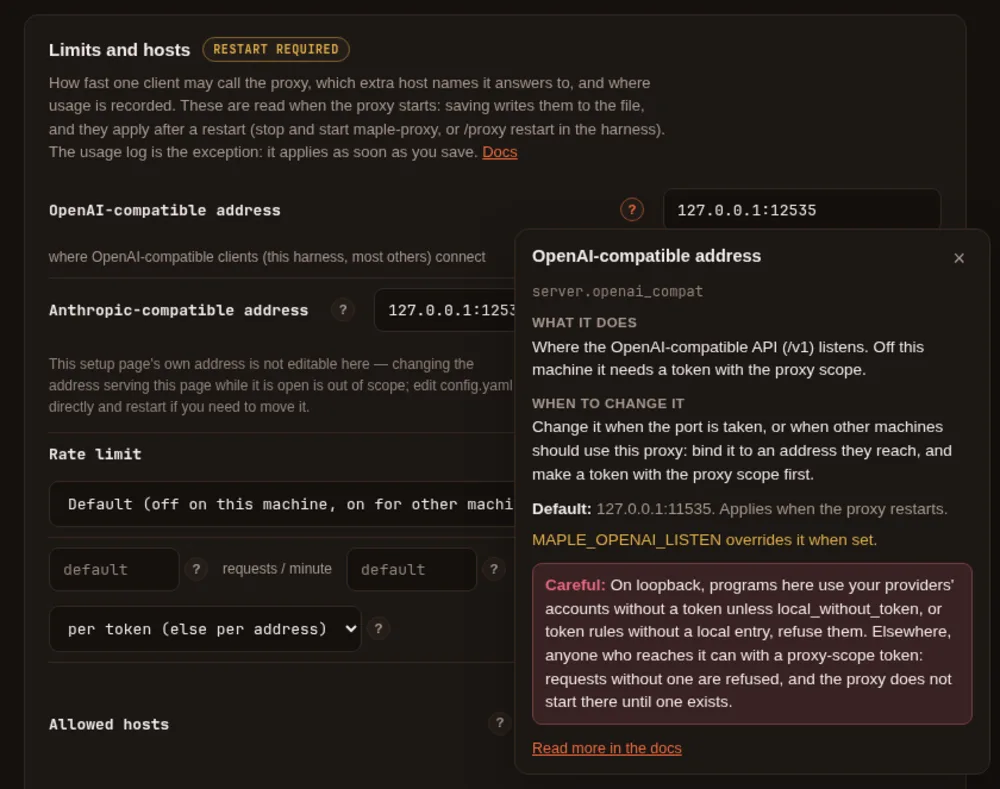 Limits and hosts RESTART REQUIRED
How fast one client may call the proxy, which extra host names it answers to, and where
usage is recorded. These are read when the proxy starts: saving writes them to the file,
and they apply after a restart (stop and start maple-proxy, or /proxy restart in the harness).
The usage log is the exception: it applies as soon as you save. Docs
OpenAI-compatible address ? 127.0.0.1:12535
where OpenAI-compatible clients (this harness, most others) connect
Anthropic-compatible address ? 127.0.0.1:1253
This setup page's own address is not editable here — changing the
address serving this page while it is open is out of scope; edit config.yaml
directly and restart if you need to move it.
Rate limit
Default (off on this machine, on for other machi
default ? requests / minute default ?
per token (else per address) ?
Allowed hosts ?
OpenAI-compatible address ×
server.openai_compat
WHAT IT DOES
Where the OpenAI-compatible API (/v1) listens. Off this
machine it needs a token with the proxy scope.
WHEN TO CHANGE IT
Change it when the port is taken, or when other machines
should use this proxy: bind it to an address they reach, and
make a token with the proxy scope first.
Default: 127.0.0.1:11535. Applies when the proxy restarts.
MAPLE_OPENAI_LISTEN overrides it when set.
Careful: On loopback, programs here use your providers'
accounts without a token unless local_without_token, or
token rules without a local entry, refuse them. Elsewhere,
anyone who reaches it can with a proxy-scope token:
requests without one are refused, and the proxy does not
start there until one exists.
Read more in the docs